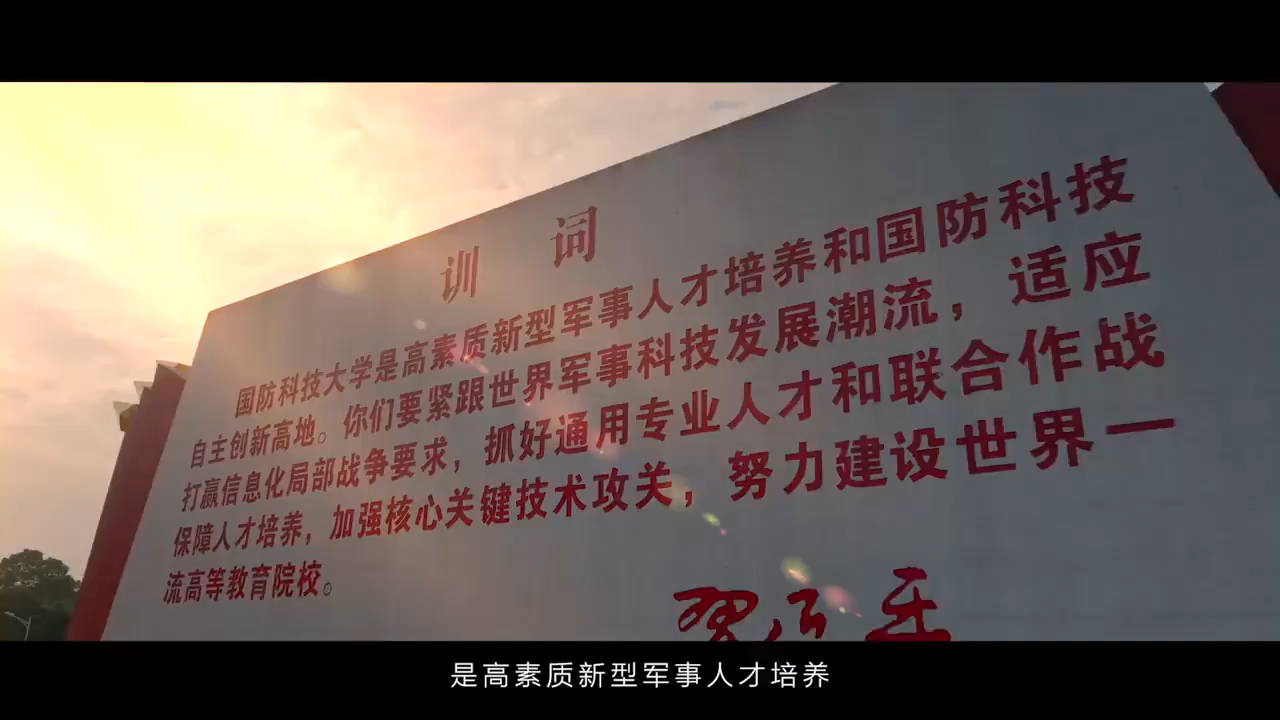 训 词
国防科技大学是高素质新型军事人才培养和国防科技
自主创新高地。你们要紧跟世界军事科技发展潮流，适应
打赢信息化局部战争要求，抓好通用专业人才和联合作战
保障人才培养，加强核心关键技术攻关，努力建设世界一
流高等教育院校。
是高素质新型军事人才培养